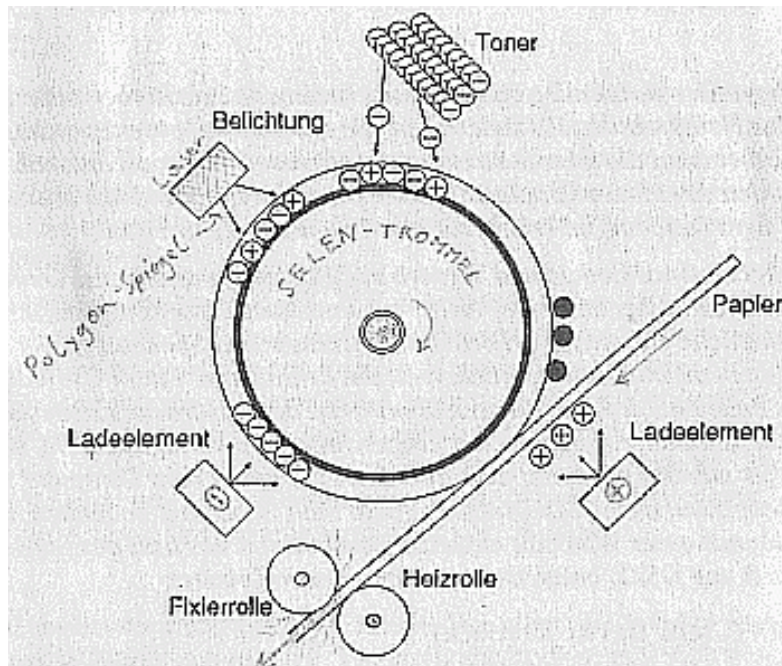 Toner
Belichtung
Laser
Polygon Spiegel
SELEN-TROMMEL
Papier
Ladeelement
Ladeelement
Heizrolle
Fixierrolle